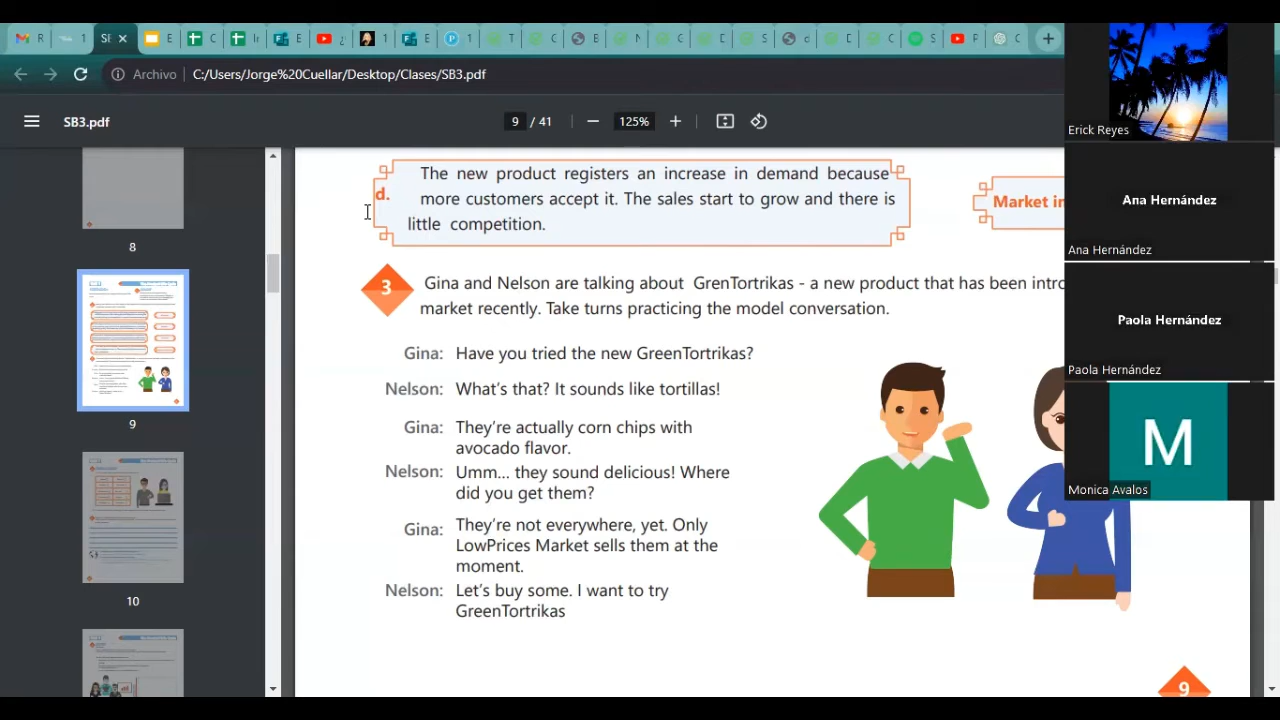 R
1
SE
E
C
Ir
E
¿
1
E
1
T
C
B
N
C
D
S
d
D
C
S
P
C
Archivo C:/Users/Jorge%20Cuellar/Desktop/Clases/SB3.pdf
SB3.pdf
9 / 41
125%
8
9
10
d. The new product registers an increase in demand because
more customers accept it. The sales start to grow and there is
little competition.
Market in
3 Gina and Nelson are talking about GrenTortrikas - a new product that has been intro
market recently. Take turns practicing the model conversation.
Gina: Have you tried the new GreenTortrikas?
Nelson: What's that? It sounds like tortillas!
Gina: They're actually corn chips with
avocado flavor.
Nelson: Umm... they sound delicious! Where
did you get them?
Gina: They're not everywhere, yet. Only
LowPrices Market sells them at the
moment.
Nelson: Let's buy some. I want to try
GreenTortrikas
9
Erick Reyes
Ana Hernández
Ana Hernández
Paola Hernández
Paola Hernández
M
Monica Avalos